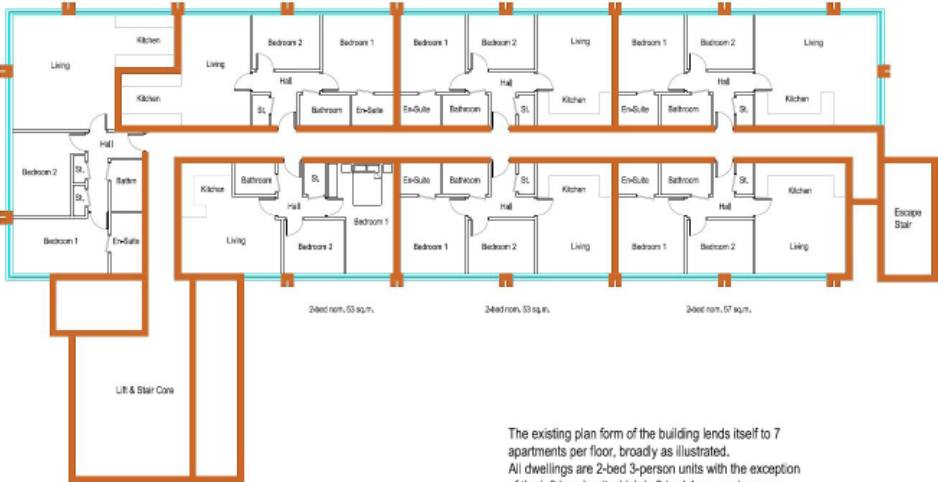 Kitchen
Living
Kitchen
Living
Bedroom 2
Bedroom 1
Hall
St.
Bathroom
En-Suite
Bedroom 1
Bedroom 2
Living
Hall
En-Suite
Bathroom
St.
Kitchen
Bedroom 1
Bedroom 2
Living
Hall
En-Suite
Bathroom
St.
Kitchen
Hall
Bedroom 2
St.
St.
Bathrm
Bedroom 1
En-Suite
Kitchen
Bathroom
St.
Hall
Bedroom 1
Living
Bedroom 2
En-Suite
Bathroom
St.
Kitchen
Hall
Bedroom 1
Bedroom 2
Living
En-Suite
Bathroom
St.
Kitchen
Hall
Bedroom 1
Bedroom 2
Living
Escape
Stair
2-bed nom. 53 sq.m.
2-bed nom. 53 sq.m.
2-bed nom. 57 sq.m.
Lift & Stair Core
The existing plan form of the building lends itself to 7
apartments per floor, broadly as illustrated.
All dwellings are 2-bed 3-person units with the exception